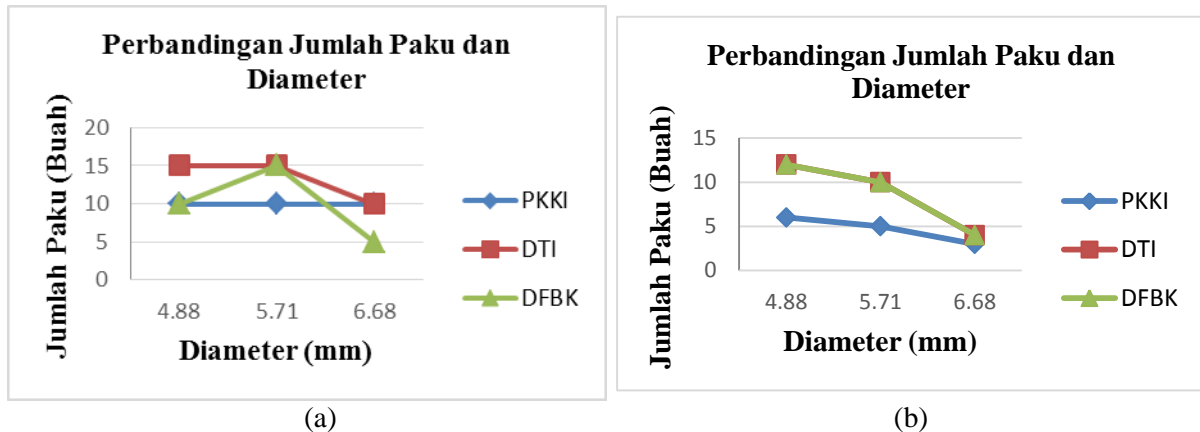 Perbandingan Jumlah Paku dan
Diameter
Jumlah Paku (Buah)
20
15
10
5
0
4.88 5.71 6.68
Diameter (mm)
PKKI
DTI
DFBK
(a)
Perbandingan Jumlah Paku dan
Diameter
Jumlah Paku (Buah)
15
10
5
0
4.88 5.71 6.68
Diameter (mm)
PKKI
DTI
DFBK
(b)